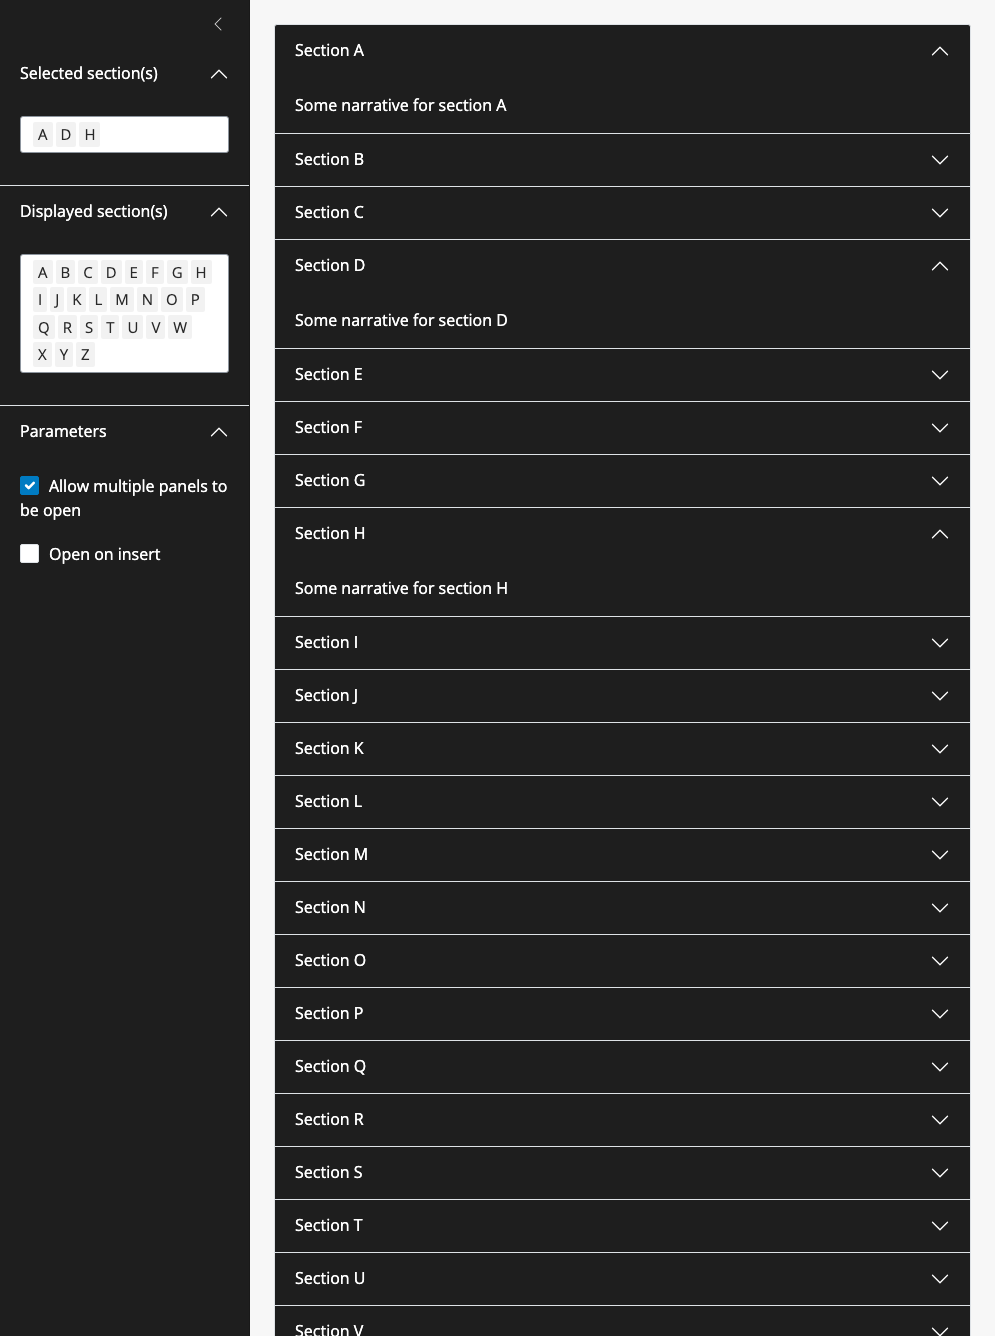 Selected section(s)
A D H
Displayed section(s)
A B C D E F G H
I J K L M N O P
Q R S T U V W
X Y Z
Parameters
Allow multiple panels to
be open
Open on insert
Section A
Some narrative for section A
Section B
Section C
Section D
Some narrative for section D
Section E
Section F
Section G
Section H
Some narrative for section H
Section I
Section J
Section K
Section L
Section M
Section N
Section O
Section P
Section Q
Section R
Section S
Section T
Section U
Section V